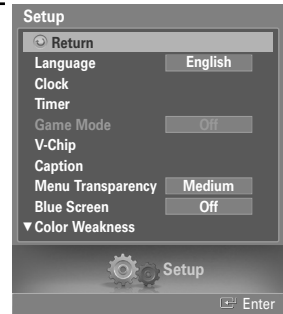 Setup
Return
Language English
Clock
Timer
Game Mode Off
V-Chip
Caption
Menu Transparency Medium
Blue Screen Off
▼ Color Weakness
Setup
Enter